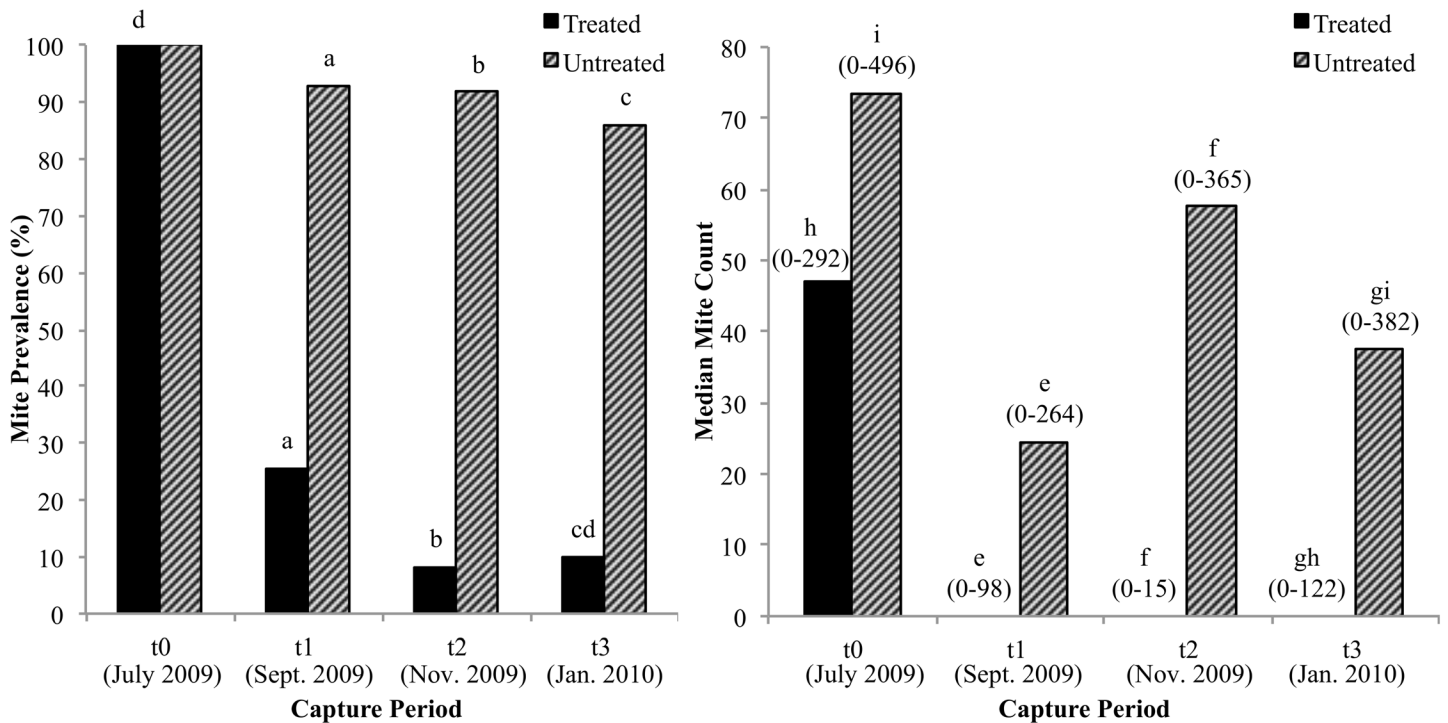 d
Treated
Untreated
100
90
80
70
60
50
40
30
20
10
0
Mite Prevalence (%)
a
b
c
a
b
cd
t0 t1 t2 t3
(July 2009) (Sept. 2009) (Nov. 2009) (Jan. 2010)
Capture Period
Treated
Untreated
80
70
60
50
40
30
20
10
0
Median Mite Count
i
(0-496)
h
(0-292)
e
(0-98)
e
(0-264)
f
(0-15)
f
(0-365)
gh
(0-122)
gi
(0-382)
t0 t1 t2 t3
(July 2009) (Sept. 2009) (Nov. 2009) (Jan. 2010)
Capture Period